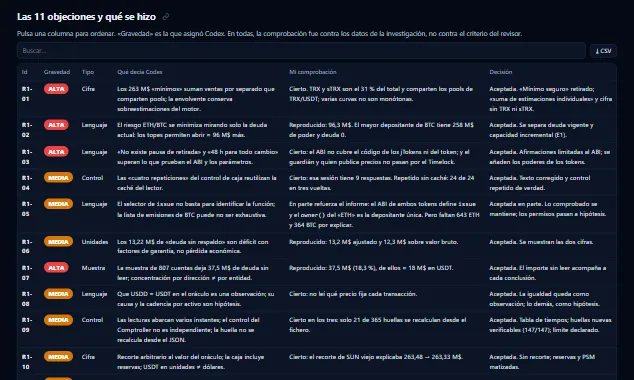 Las 11 objeciones y qué se hizo
Pulsa una columna para ordenar. «Gravedad» es la que asignó Codex. En todas, la comprobación fue contra los datos de la investigación, no contra el criterio del revisor.
Buscar...
CSV
Id Gravedad Tipo Qué decía Codex Mi comprobación Decisión
R1- ALTA Cifra Los 263 M$ «mínimos» suman ventas por separado que Cierto. TRX y sTRX son el 31 % del total y comparten los pools de Aceptada. «Mínimo seguro» retirado;
01 comparten pools; la envolvente conserva TRX/USDT; varias curvas no son monótonas. «suma de estimaciones individuales» y cifra
sobreestimaciones del motor. sin TRX ni sTRX.
R1- ALTA Lenguaje El riesgo ETH/BTC se minimiza mirando solo la deuda Reproducido: 96,3 M$. El mayor depositante de BTC tiene 258 M$ Aceptada. Se separa deuda vigente y
02 actual: los topes permiten abrir ≈ 96 M$ más. de poder y deuda 0. capacidad incremental (E1).
R1- ALTA Lenguaje «No existe pausa de retirada» y «48 h para todo cambio» Cierto: el ABI no cubre el código de los jTokens ni del token; y el Aceptada. Afirmaciones limitadas al ABI; se
03 superan lo que prueban el ABI y los parámetros. guardián y quien publica precios no pasan por el Timelock. añaden los poderes de los tokens.
R1- MEDIA Control Las «cuatro repeticiones» del control de caja reutilizan la Cierto: esa sesión tiene 9 respuestas. Repetido sin caché: 24 de 24 Aceptada. Texto corregido y control
04 caché del lector. en tres vueltas. repetido de verdad.
R1- MEDIA Lenguaje El selector de issue no basta para identificar la función; En parte refuera el informe: el ABI de ambos tokens define issue Aceptada en parte. Lo comprobado se
05 la lista de emisiones de BTC puede no ser exhaustiva. y el owner() del «ETH» es la depositante única. Pero faltan 643 ETH mantiene; los permisos pasan a hipótesis.
y 364 BTC por explicar.
R1- MEDIA Unidades Los 13,22 M$ de «deuda sin respaldo» son déficit con Reproducido: 13,2 M$ ajustado y 12,3 M$ sobre valor bruto. Aceptada. Se muestran las dos cifras.
06 factores de garantía, no pérdida económica.
R1- ALTA Muestra La muestra de 807 cuentas deja 37,5 M$ de deuda sin Reproducido: 37,5 M$ (18,3 %), de ellos ≈ 18 M$ en USDT. Aceptada. El importe sin leer acompaña a
07 leer; concentración por dirección ≠ por entidad. cada conclusión.
R1- MEDIA Lenguaje Que USDD = USDT en el oráculo es una observación; su Cierto: no leí qué precio fija cada transacción. Aceptada. La igualdad queda como
08 causa y la cadencia por activo son hipótesis. observación; lo demás, como hipótesis.
R1- MEDIA Control Las lecturas abarcan varios instantes; el control del Cierto en los tres: solo 21 de 365 huellas se recalculan desde el Aceptada. Tabla de tiempos; huellas nuevas
09 Comptroller no es independiente; la huella no se fichero. verificables (147/147); límite declarado.
recalcula desde el JSON.
R1- MEDIA Cifra Recorte arbitrario al valor del oráculo; la caja incluye Cierto: el recorte de SUN viejo explicaba 263,48 → 263,33 M$. Aceptada. Sin recorte; reservas y PSM
10 reservas; USDT en unidades ≠ dólares. matizadas.